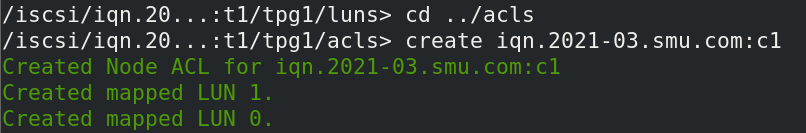 /iscsi/iqn.20...:t1/tpg1/luns> cd ../acls
/iscsi/iqn.20...:t1/tpg1/acls> create iqn.2021-03.smu.com:c1
Created Node ACL for iqn.2021-03.smu.com:c1
Created mapped LUN 1.
Created mapped LUN 0.